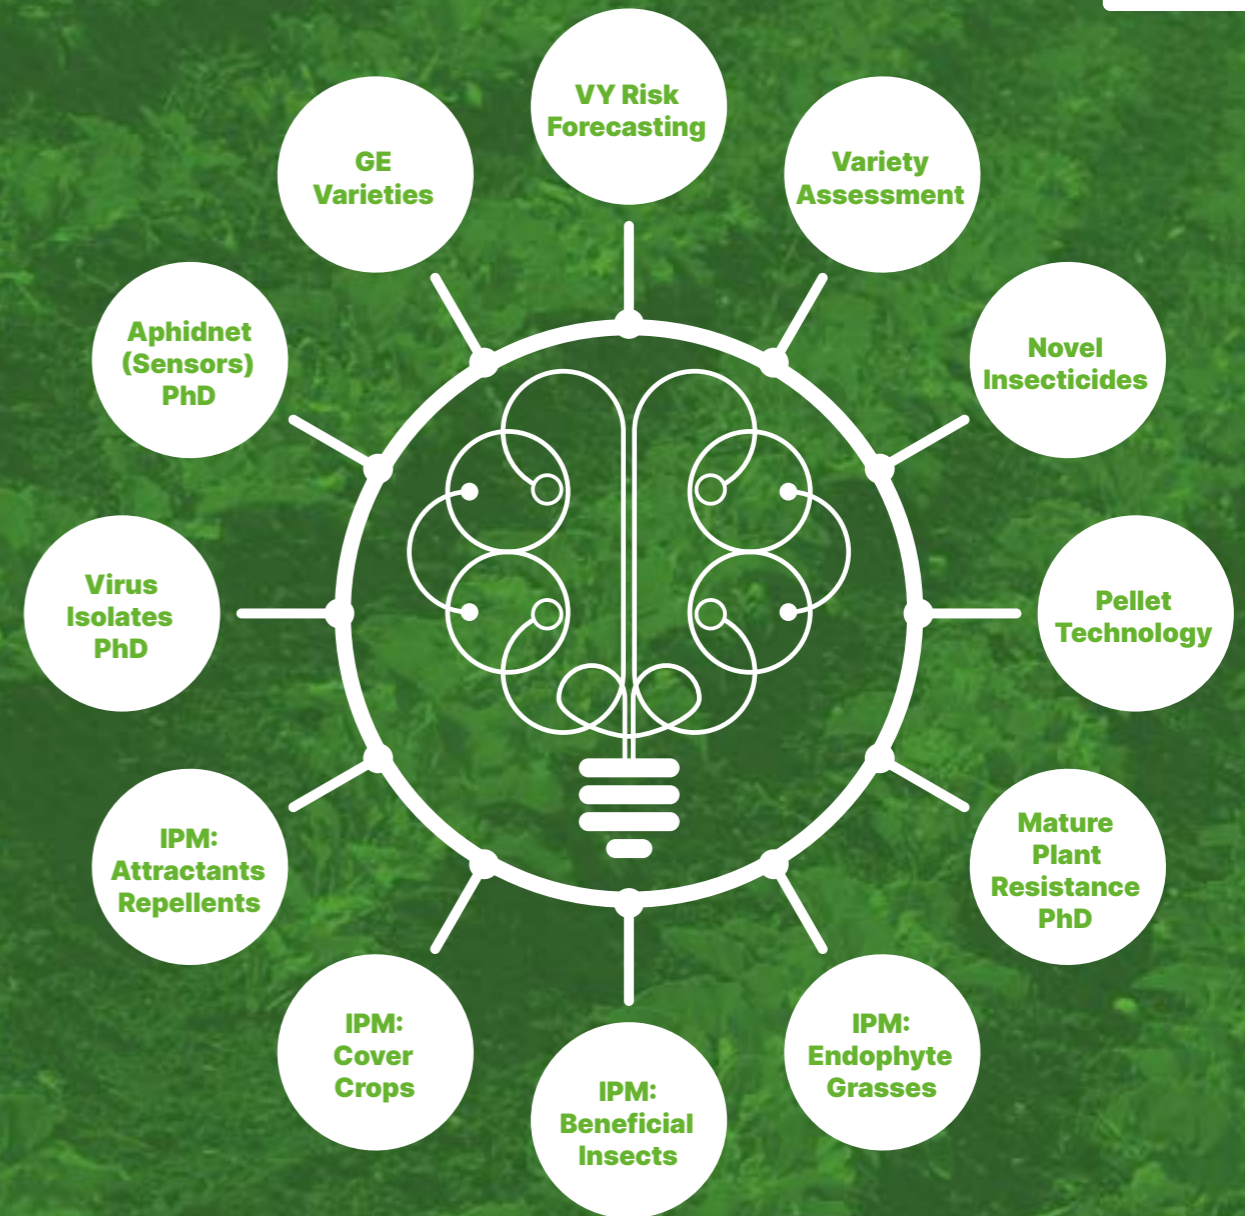 VY Risk
Forecasting
Variety
Assessment
Novel
Insecticides
Pellet
Technology
Mature
Plant
Resistance
PhD
IPM:
Endophyte
Grasses
IPM:
Beneficial
Insects
IPM:
Cover
Crops
IPM:
Attractants
Repellents
Virus
Isolates
PhD
Aphidnet
(Sensors)
PhD
GE
Varieties